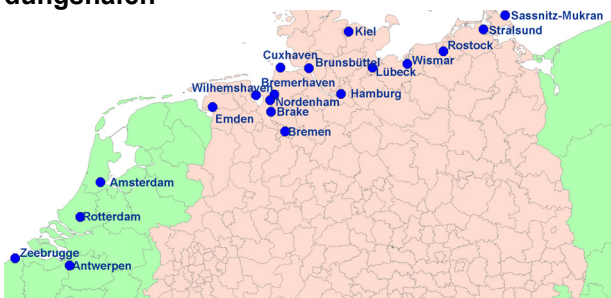 dungshäfen
Sassnitz-Mukran
Kiel
Stralsund
Rostock
Cuxhaven
Brunsbüttel
Wismar
Lübeck
Wilhemshaven
Bremerhaven
Hamburg
Nordenham
Emden
Brake
Bremen
Amsterdam
Rotterdam
Zeebrugge
Antwerpen